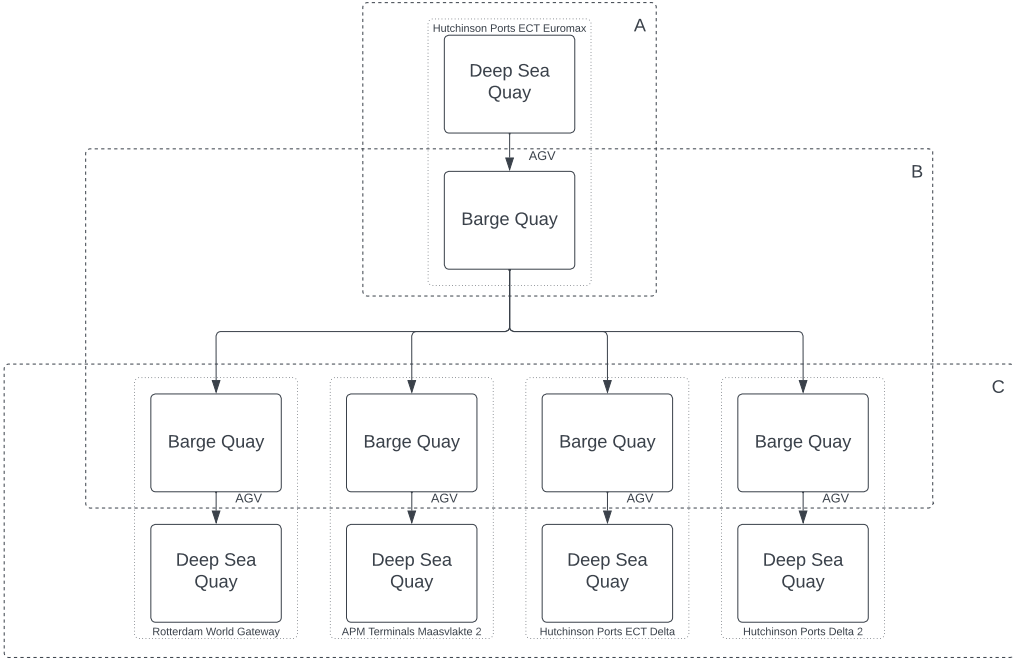 Hutchinson Ports ECT Euromax
A
Deep Sea
Quay
AGV
B
Barge Quay
C
Barge Quay
Barge Quay
Barge Quay
Barge Quay
AGV
AGV
AGV
AGV
Deep Sea
Quay
Deep Sea
Quay
Deep Sea
Quay
Deep Sea
Quay
Rotterdam World Gateway
APM Terminals Maasvlakte 2
Hutchinson Ports ECT Delta
Hutchinson Ports Delta 2